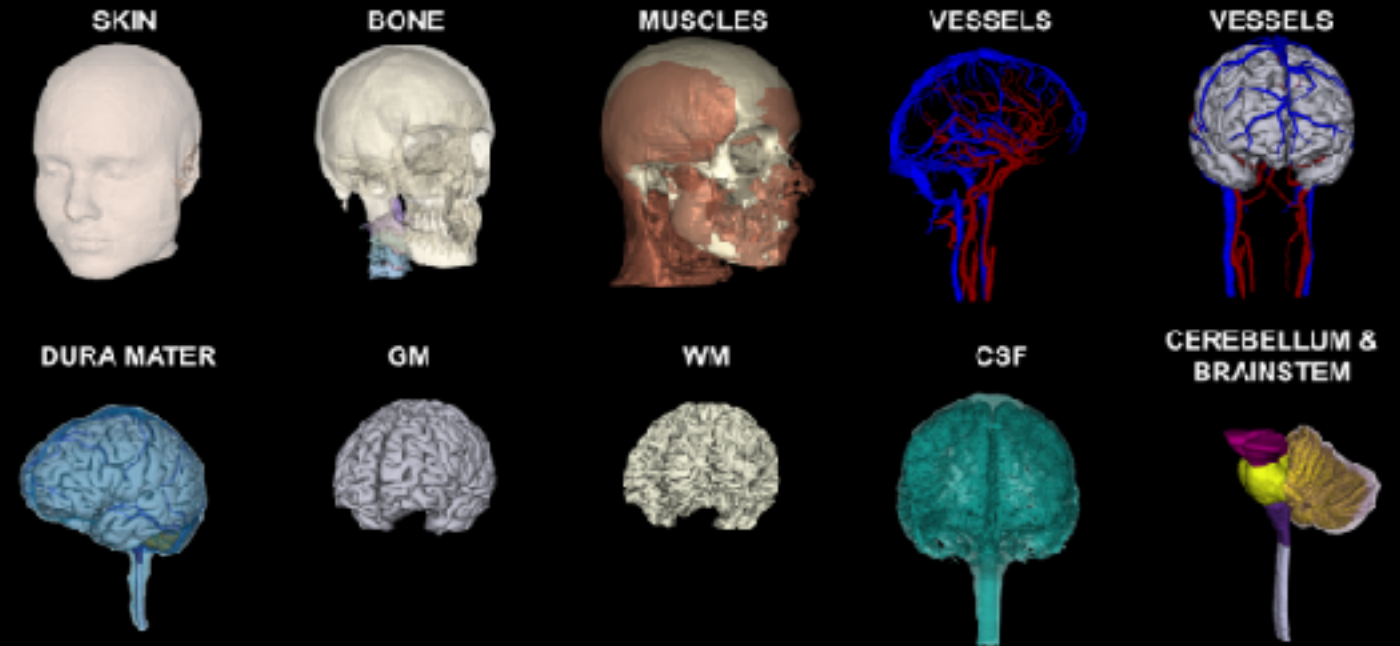 SKIN
BONE
MUSCLES
VESSELS
VESSELS
DURA MATER
GM
WM
CSF
CEREBELLUM &
BRAINSTEM